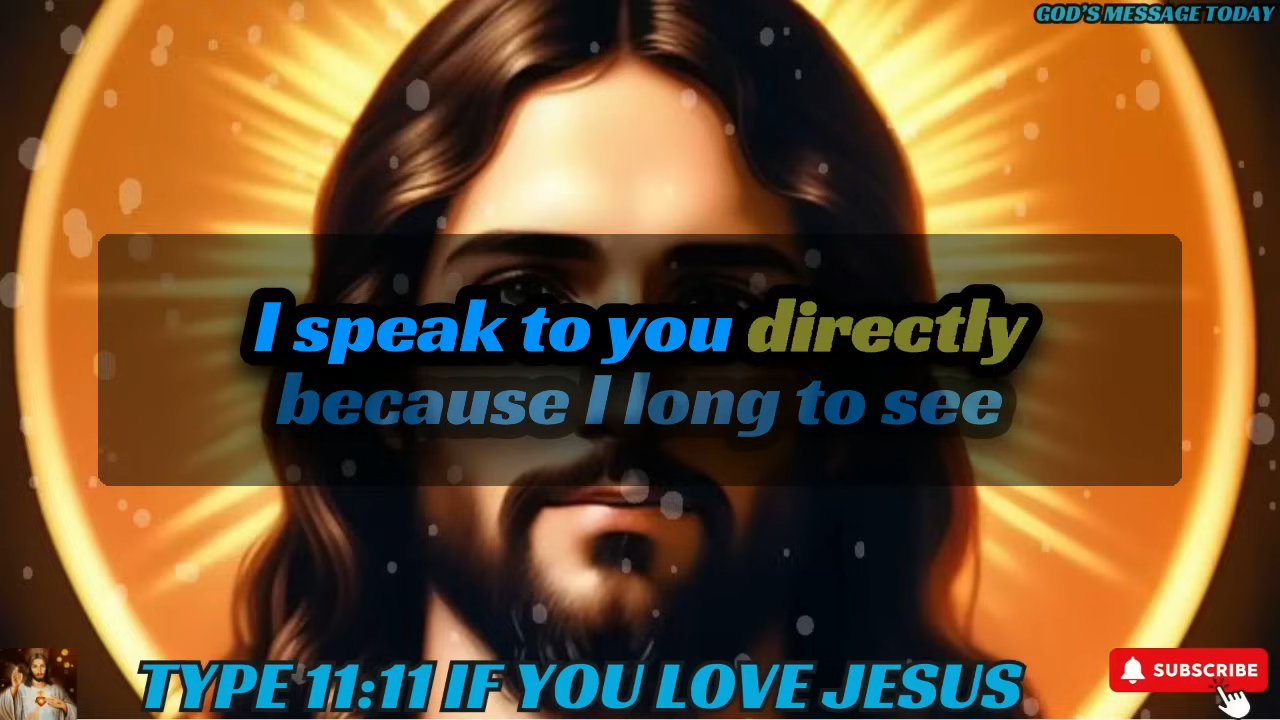 GOD'S MESSAGE TODAY
I speak to you directly
because I long to see
TYPE 11:11 IF YOU LOVE JESUS
SUBSCRIBE